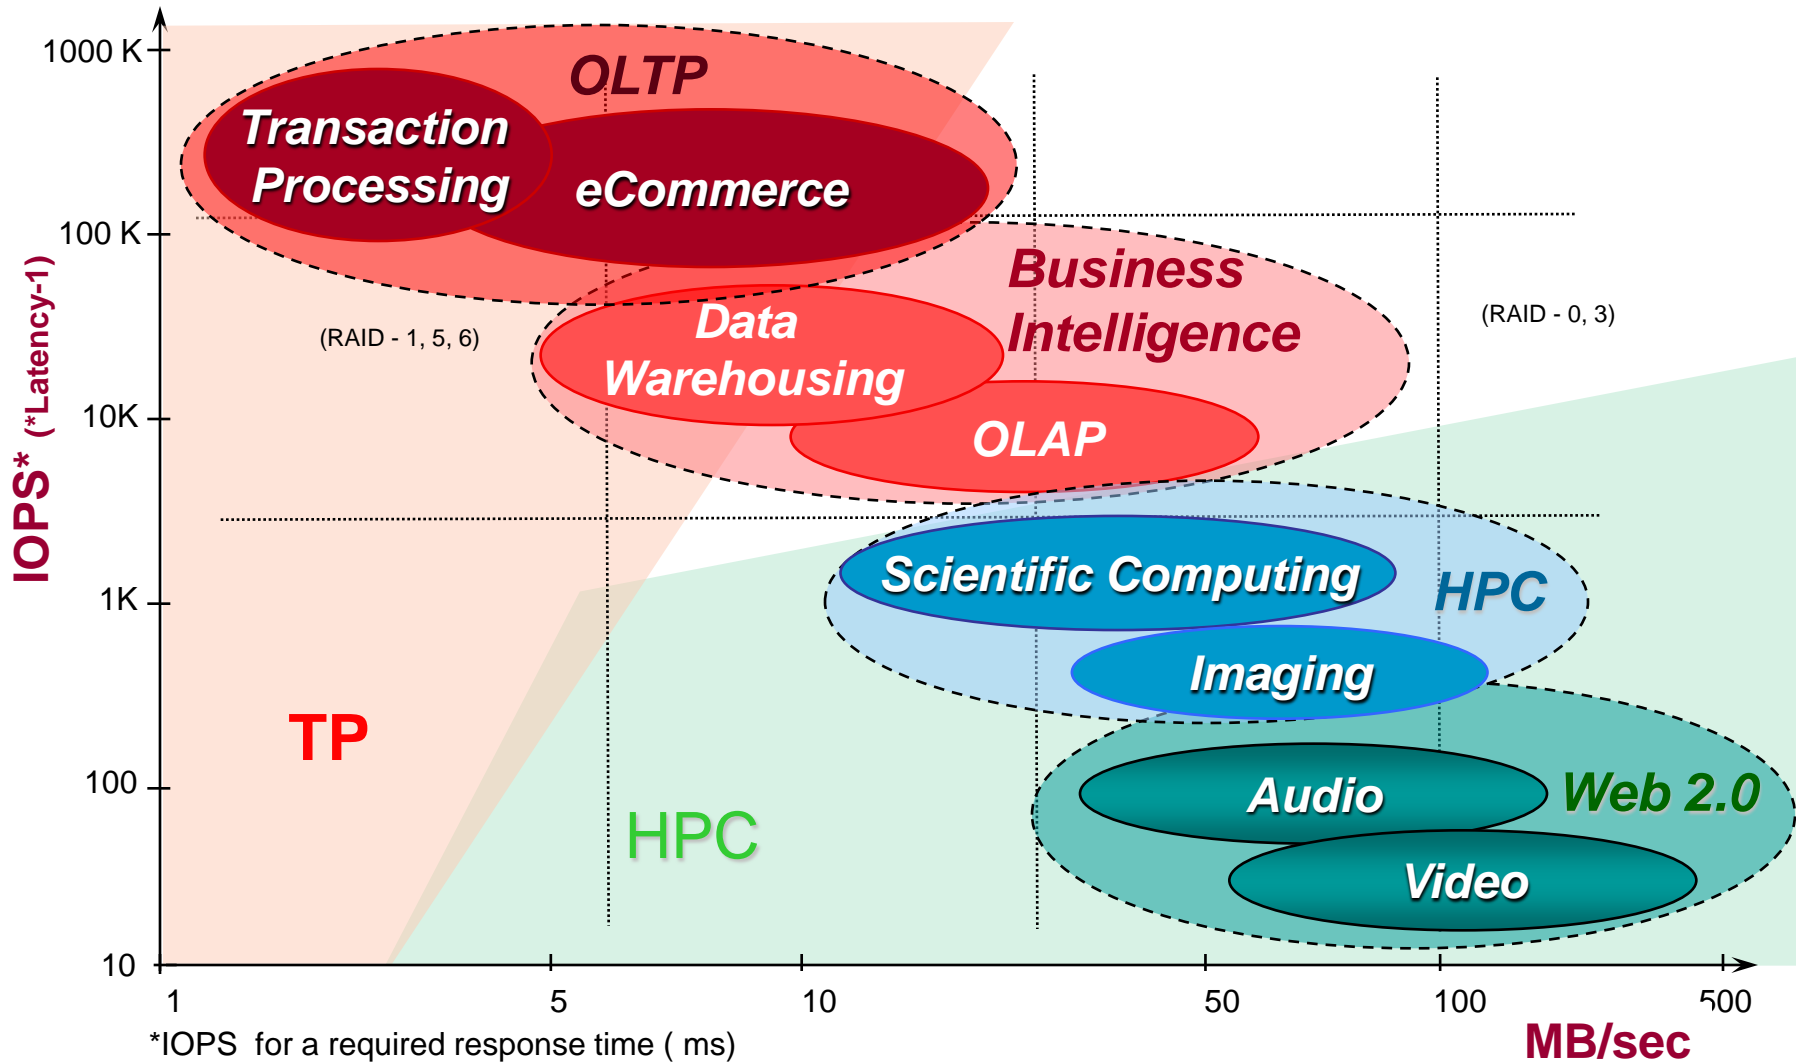 1000 K
OLTP
Transaction
Processing
eCommerce
100 K
Business
Intelligence
(RAID - 1, 5, 6)
Data
Warehousing
(RAID - 0, 3)
IOPS* (*Latency-1)
10K
OLAP
Scientific Computing
HPC
1K
Imaging
TP
100
Audio
Web 2.0
HPC
Video
10
1 5 10 50 100 500
*IOPS for a required response time ( ms)
MB/sec